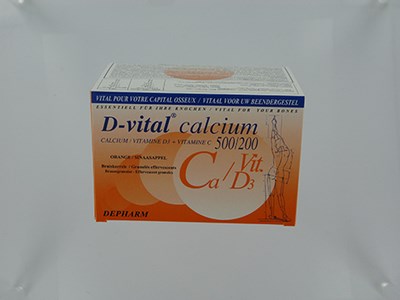 VITAL POUR VOTRE CAPITAL OSSEUX / VITAAL VOOR UW BEENDERGESTEL
ESSENTIELL FÜR IHRE KNOCHEN / VITAL FOR YOUR BONES
D-vital® calcium
500/200
CALCIUM / VITAMINE D3 + VITAMINE C
ORANGE / SINAASAPPEL
Ca / Vit. D3
DEPHARM